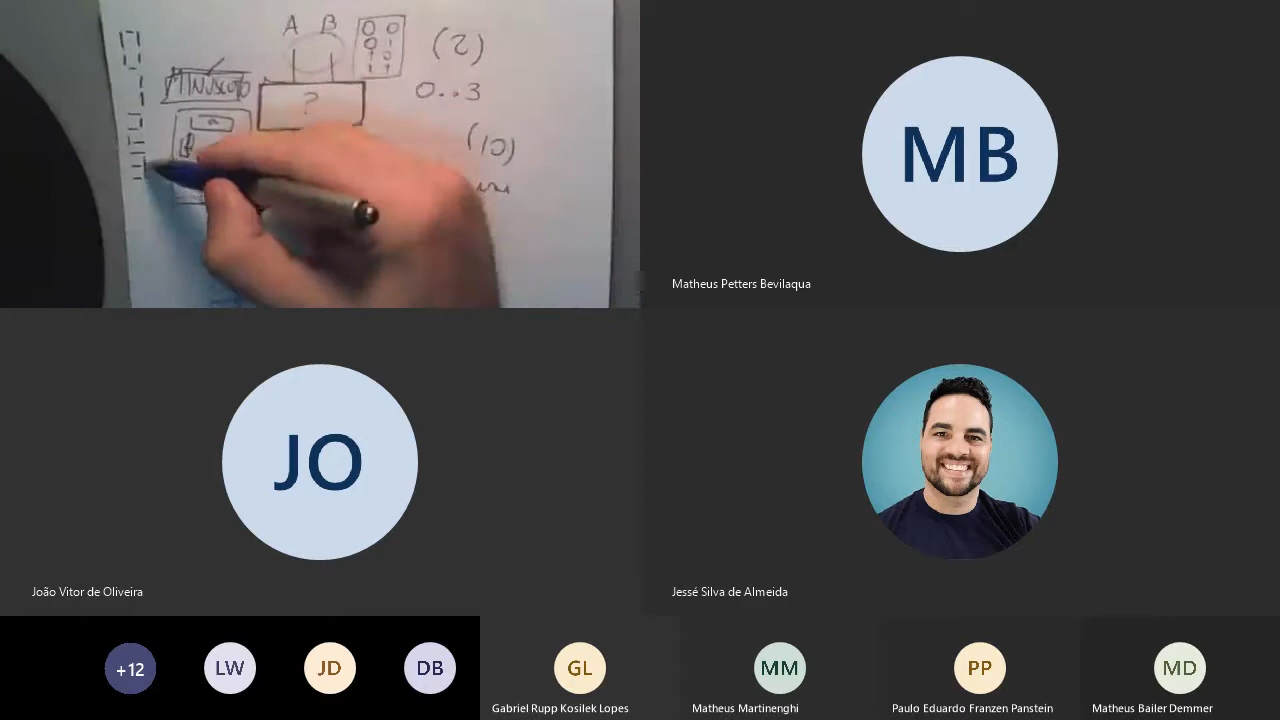 A B
0 0
0 1
1 0
1 1
(2)
MINÚSCULO
?
0..3
(10)
MB
Matheus Petters Bevilaqua
JO
João Vitor de Oliveira
Jessé Silva de Almeida
+12
LW
JD
DB
GL
MM
PP
MD
Gabriel Rupp Kosilek Lopes
Matheus Martinenghi
Paulo Eduardo Franzen Panstein
Matheus Bailer Demmer